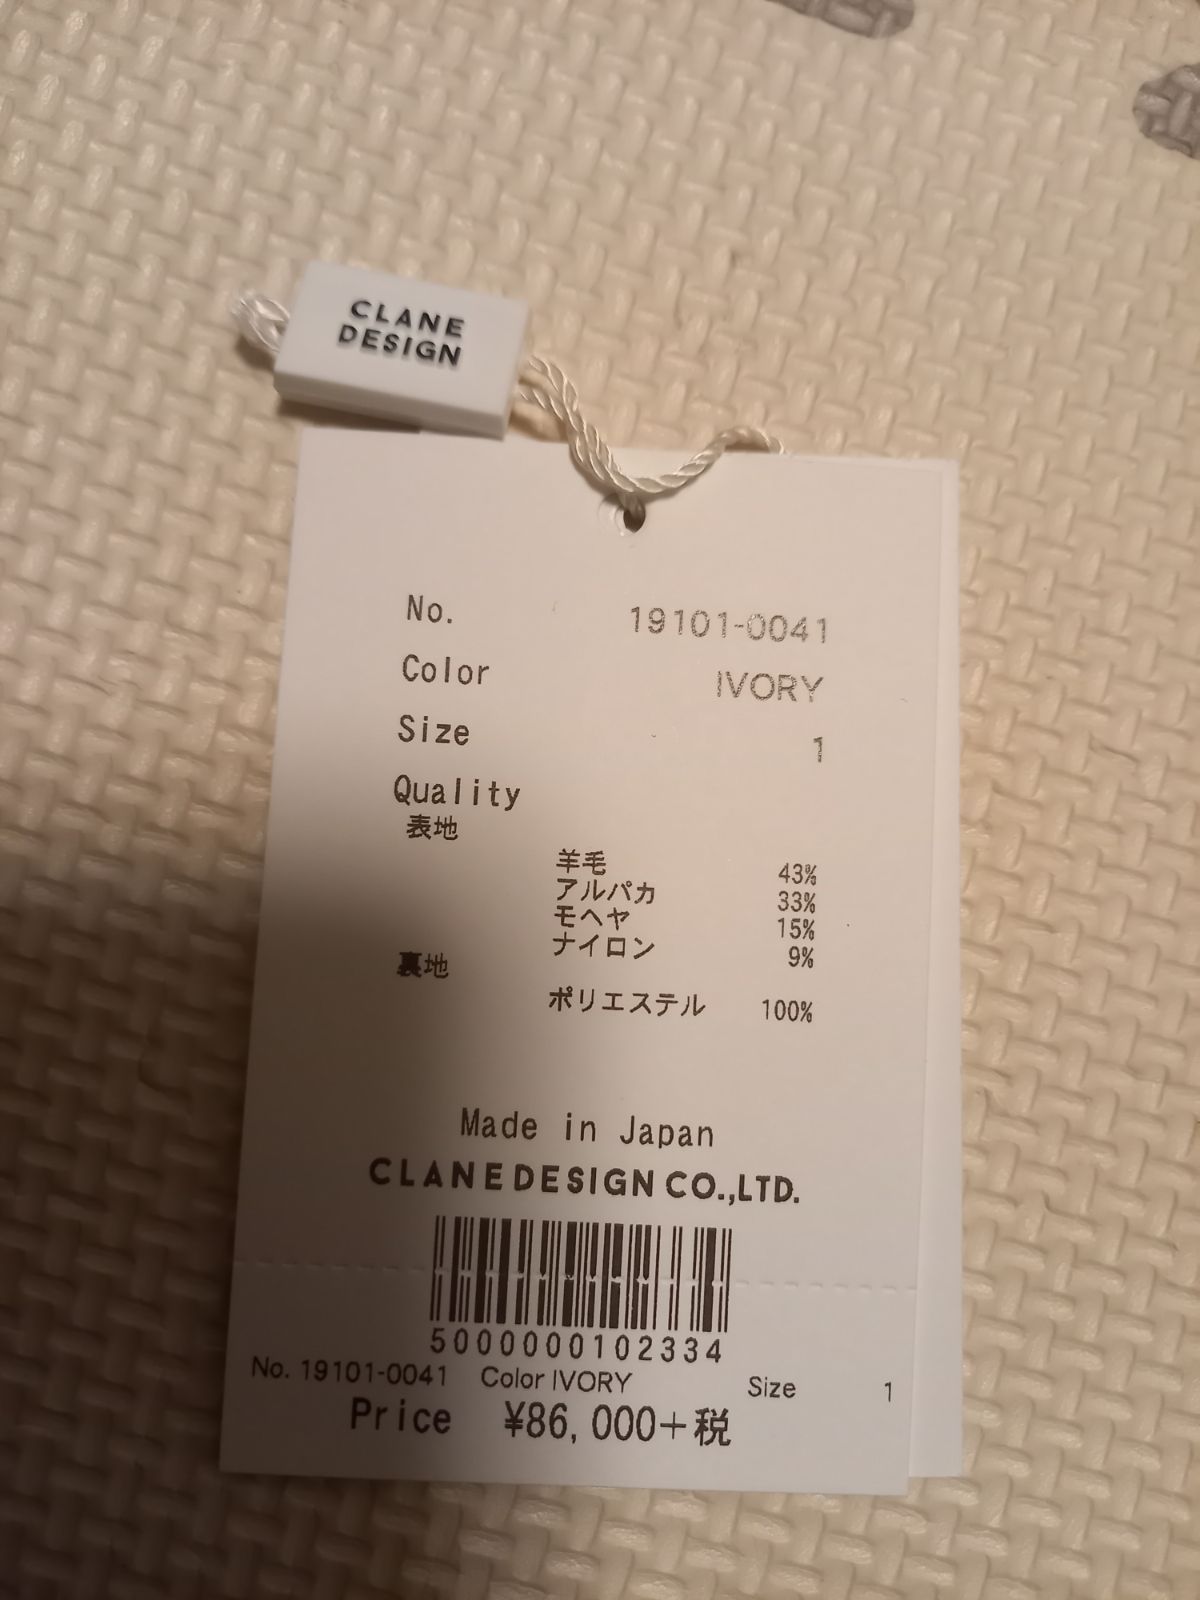 CLANE
DESIGN
No. 19101-0041
Color IVORY
Size 1
Quality
表地
羊毛 43%
アルパカ 33%
モヘヤ 15%
ナイロン 9%
裏地
ポリエステル 100%
Made in Japan
CLANE DESIGN CO.,LTD.
5000000102334
No. 19101-0041 Color IVORY Size 1
Price ¥86,000+税